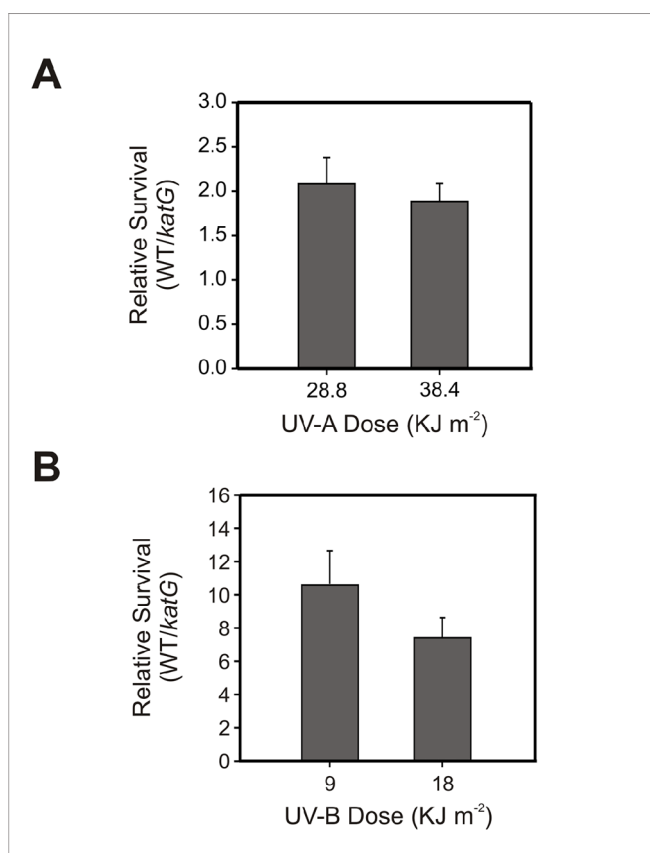 A
3.0
2.5
2.0
1.5
1.0
0.5
0.0
Relative Survival
(WT/katG)
28.8 38.4
UV-A Dose (KJ m-2)
B
16
14
12
10
8
6
4
2
0
Relative Survival
(WT/katG)
9 18
UV-B Dose (KJ m-2)